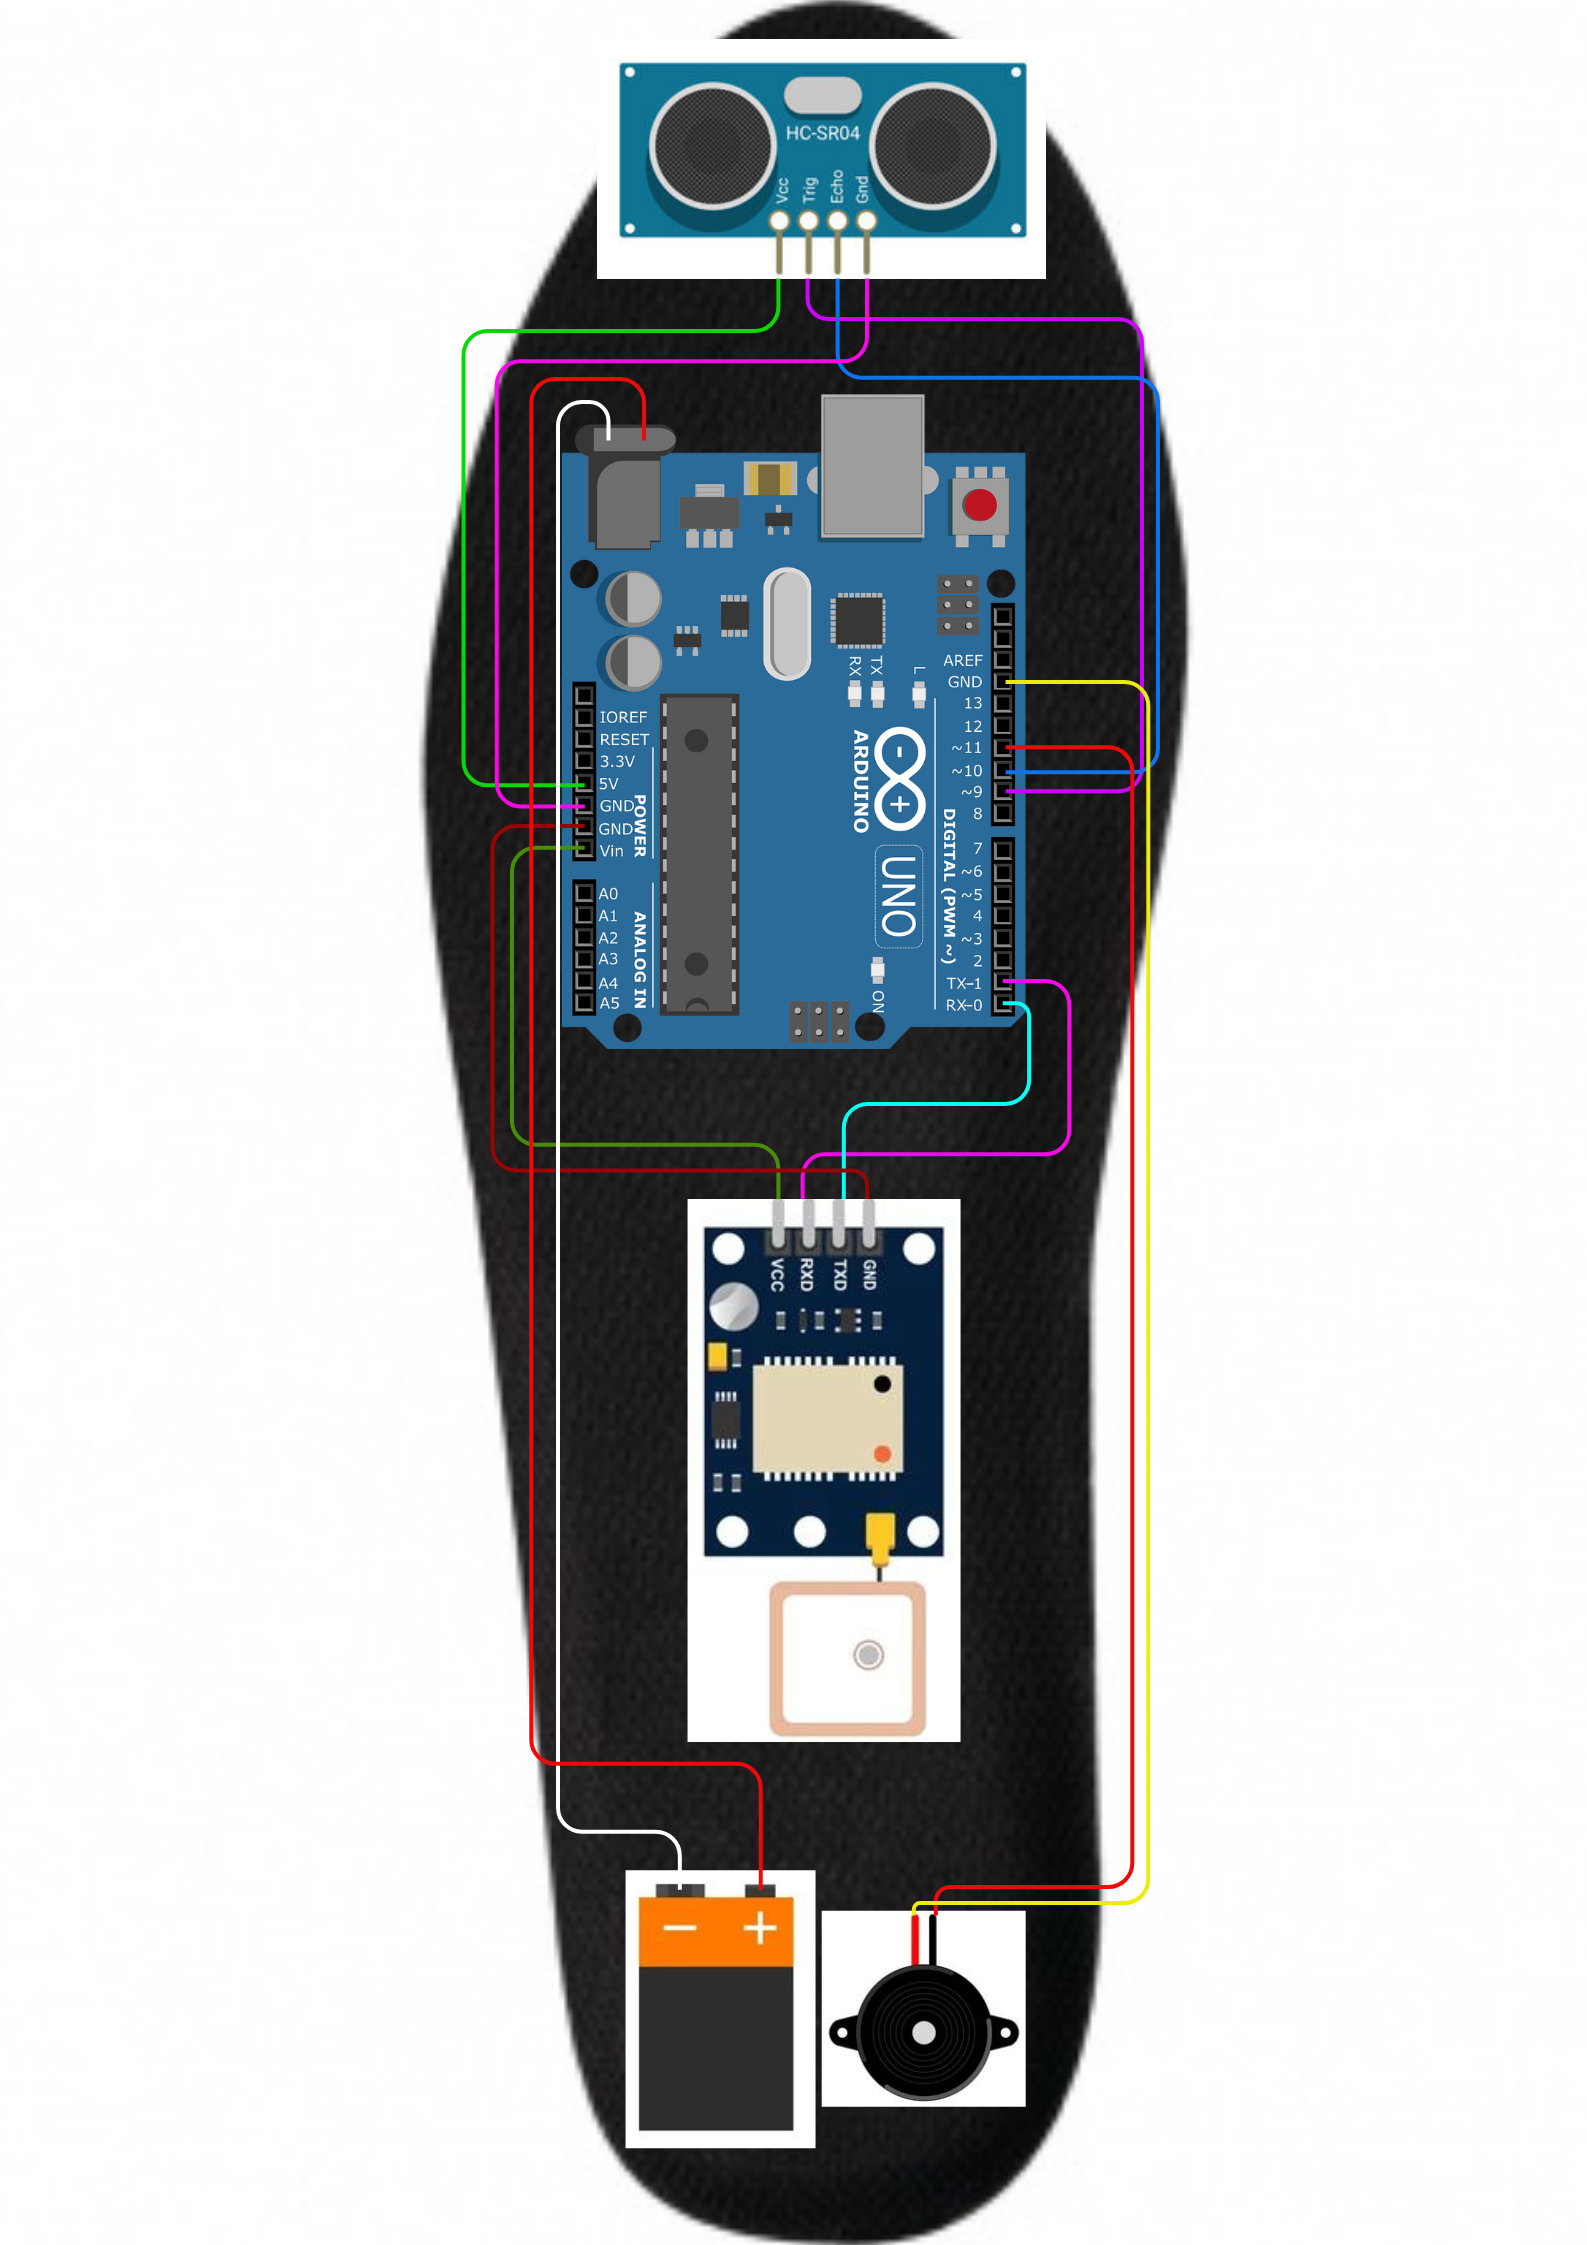 HC-SR04
Vcc
Trig
Echo
Gnd
RX
TX
L
AREF
GND
13
12
~11
~10
~9
8
IOREF
RESET
3.3V
5V
GND
GND
Vin
POWER
ARDUINO
- +
UNO
7
~6
~5
4
~3
2
TX-1
RX-0
DIGITAL (PWM ~)
A0
A1
A2
A3
A4
A5
ANALOG IN
ON
VCC
RXD
TXD
GND
− +